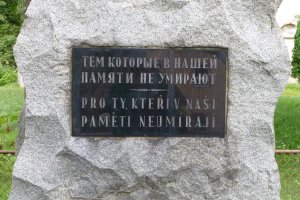 ТЕМ КОТОРЫЕ В НАШЕЙ
ПАМЯТИ НЕ УМИРАЮТ
PRO TY, KTEŘÍ V NAŠÍ
PAMĚTI NEUMÍRAJÍ